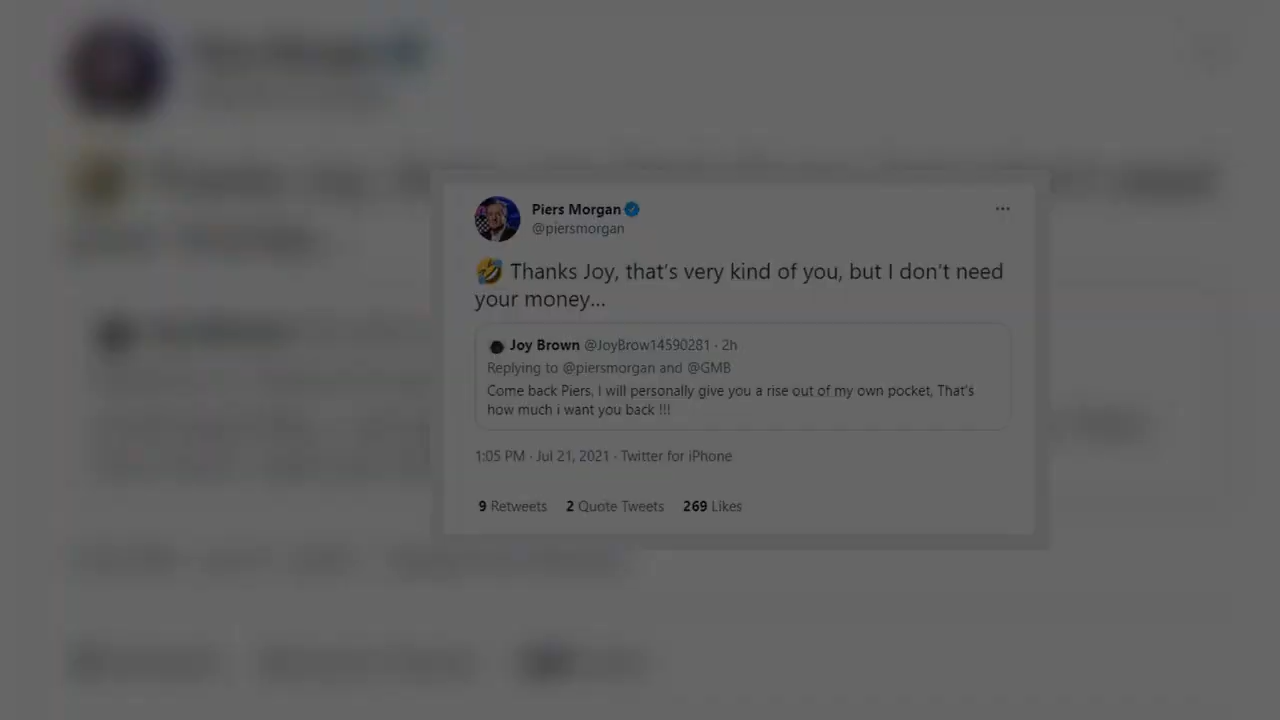 Piers Morgan
@piersmorgan
🤣 Thanks Joy, that's very kind of you, but I don't need
your money...
Joy Brown @JoyBrow14590281 · 2h
Replying to @piersmorgan and @GMB
Come back Piers, I will personally give you a rise out of my own pocket, That's
how much i want you back !!!
1:05 PM · Jul 21, 2021 · Twitter for iPhone
9 Retweets 2 Quote Tweets 269 Likes